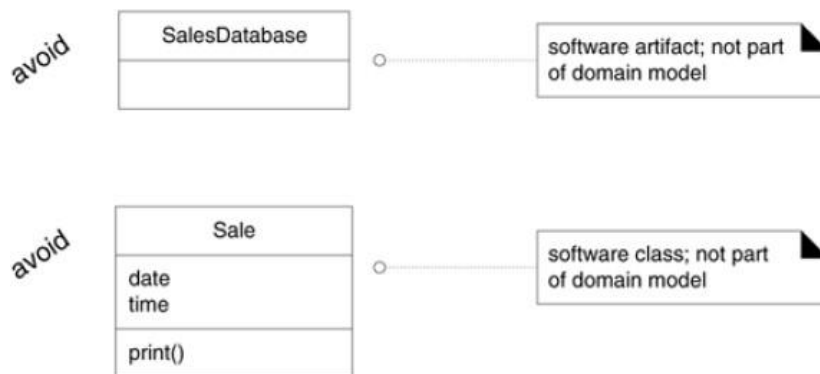 avoid
SalesDatabase
software artifact; not part
of domain model
avoid
Sale
date
time
print()
software class; not part
of domain model